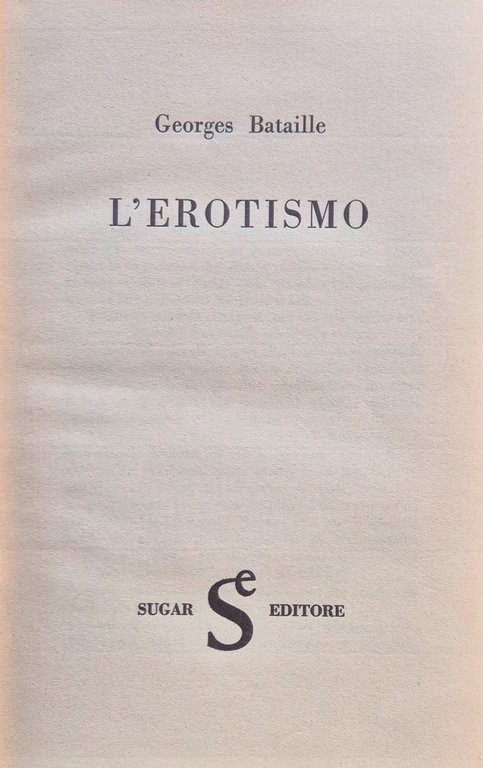 Georges Bataille
L'EROTISMO
SUGAR Se EDITORE